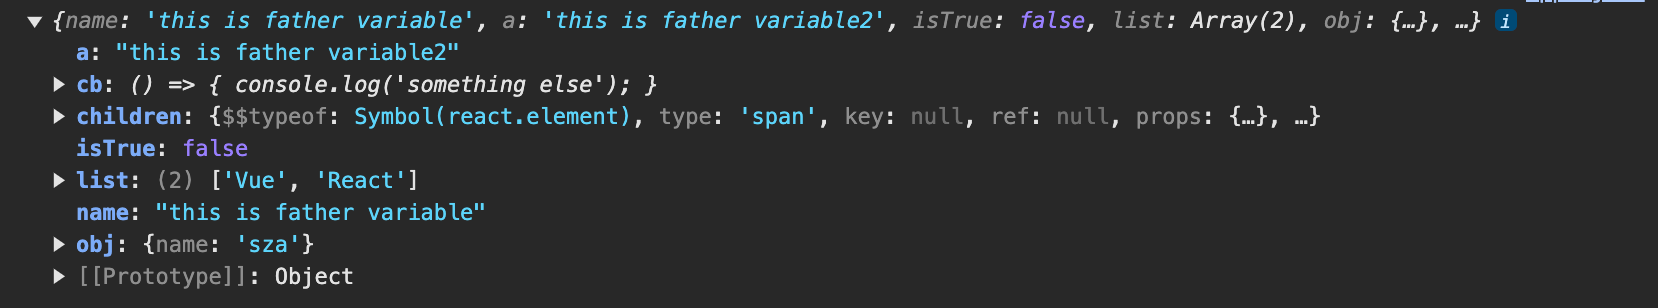 ▼ {name: 'this is father variable', a: 'this is father variable2', isTrue: false, list: Array(2), obj: {…}, …} i
a: "this is father variable2"
▶ cb: () => { console.log('something else'); }
▶ children: {$$typeof: Symbol(react.element), type: 'span', key: null, ref: null, props: {…}, …}
isTrue: false
▶ list: (2) ['Vue', 'React']
name: "this is father variable"
▶ obj: {name: 'sza'}
▶ [[Prototype]]: Object